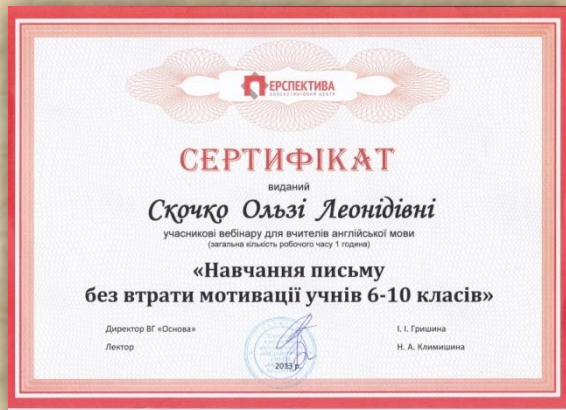 ПЕРСПЕКТИВА
СЕРТИФІКАТ
виданий
Скочко Ользі Леонідівні
учасникові вебінару для вчителів англійської мови
(загальна кількість робочого часу 1 година)
«Навчання письму
без втрати мотивації учнів 6-10 класів»
Директор ВГ «Основа» І. І. Гришина
Лектор Н. А. Климишина
2013 р.